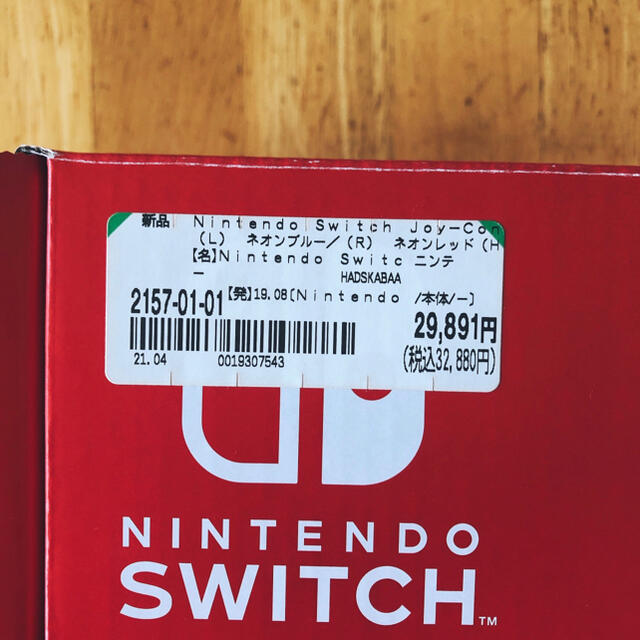 新品 Nintendo Switch Joy-Con
(L) ネオンブルー/(R) ネオンレッド(H
【名】Nintendo Switc ニンテ
ー HADSKABAA
2157-01-01 【発】19.08[Nintendo /本体/ー]
29,891円
21.04 0019307543 (税込32,880円)
NINTENDO
SWITCH™